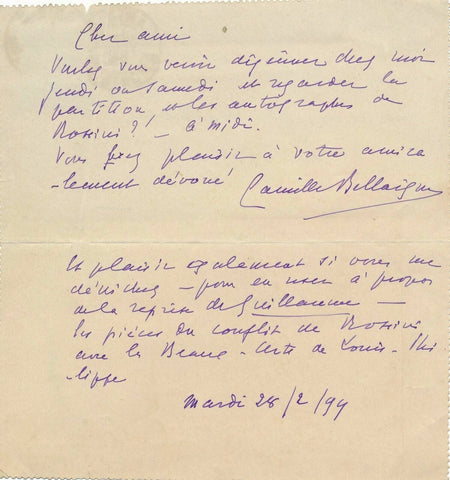 Cher ami
Voulez vous venir déjeuner chez moi
jeudi ou samedi et regarder la
partition et les autographes de
Rossini? — à midi.
Vous ferez plaisir à votre amica
-lement dévoué Camille Bellaigue
Et plaisir également si vous me
dénichez — pour en user à propos
de la reprise de Guillaume —
les pièces du conflit de Rossini
avec les Beaux-Arts de Louis-Phi
-lippe
mardi 28/2/99